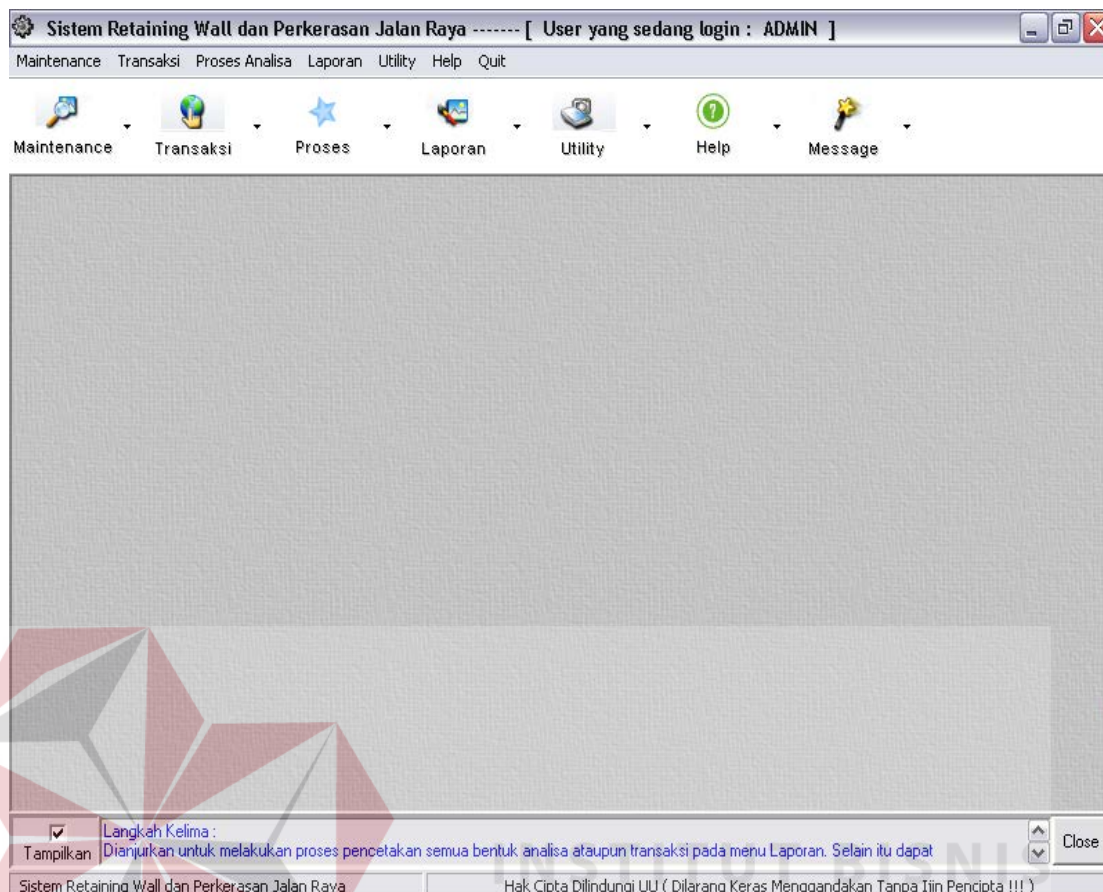 Sistem Retaining Wall dan Perkerasan Jalan Raya ------- [ User yang sedang login : ADMIN ]
Maintenance Transaksi Proses Analisa Laporan Utility Help Quit
Maintenance Transaksi Proses Laporan Utility Help Message
Langkah Kelima :
Tampilkan Dianjurkan untuk melakukan proses pencetakan semua bentuk analisa ataupun transaksi pada menu Laporan. Selain itu dapat Close
INSTITUT BISNIS
Sistem Retaining Wall dan Perkerasan Jalan Raya Hak Cipta Dilindungi UU ( Dilarang Keras Menggandakan Tanpa Ijin Pencipta !!! )